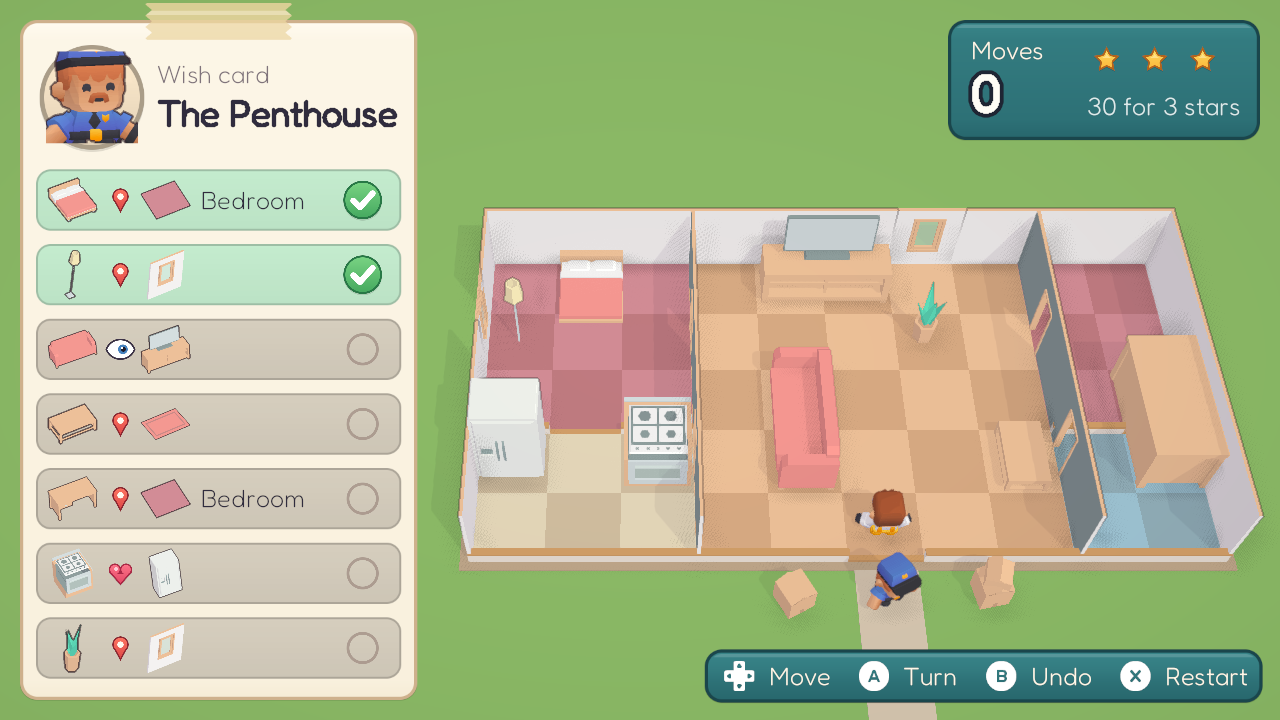 Wish card
The Penthouse
Bedroom
Bedroom
Moves
0
30 for 3 stars
Move
A Turn
B Undo
X Restart